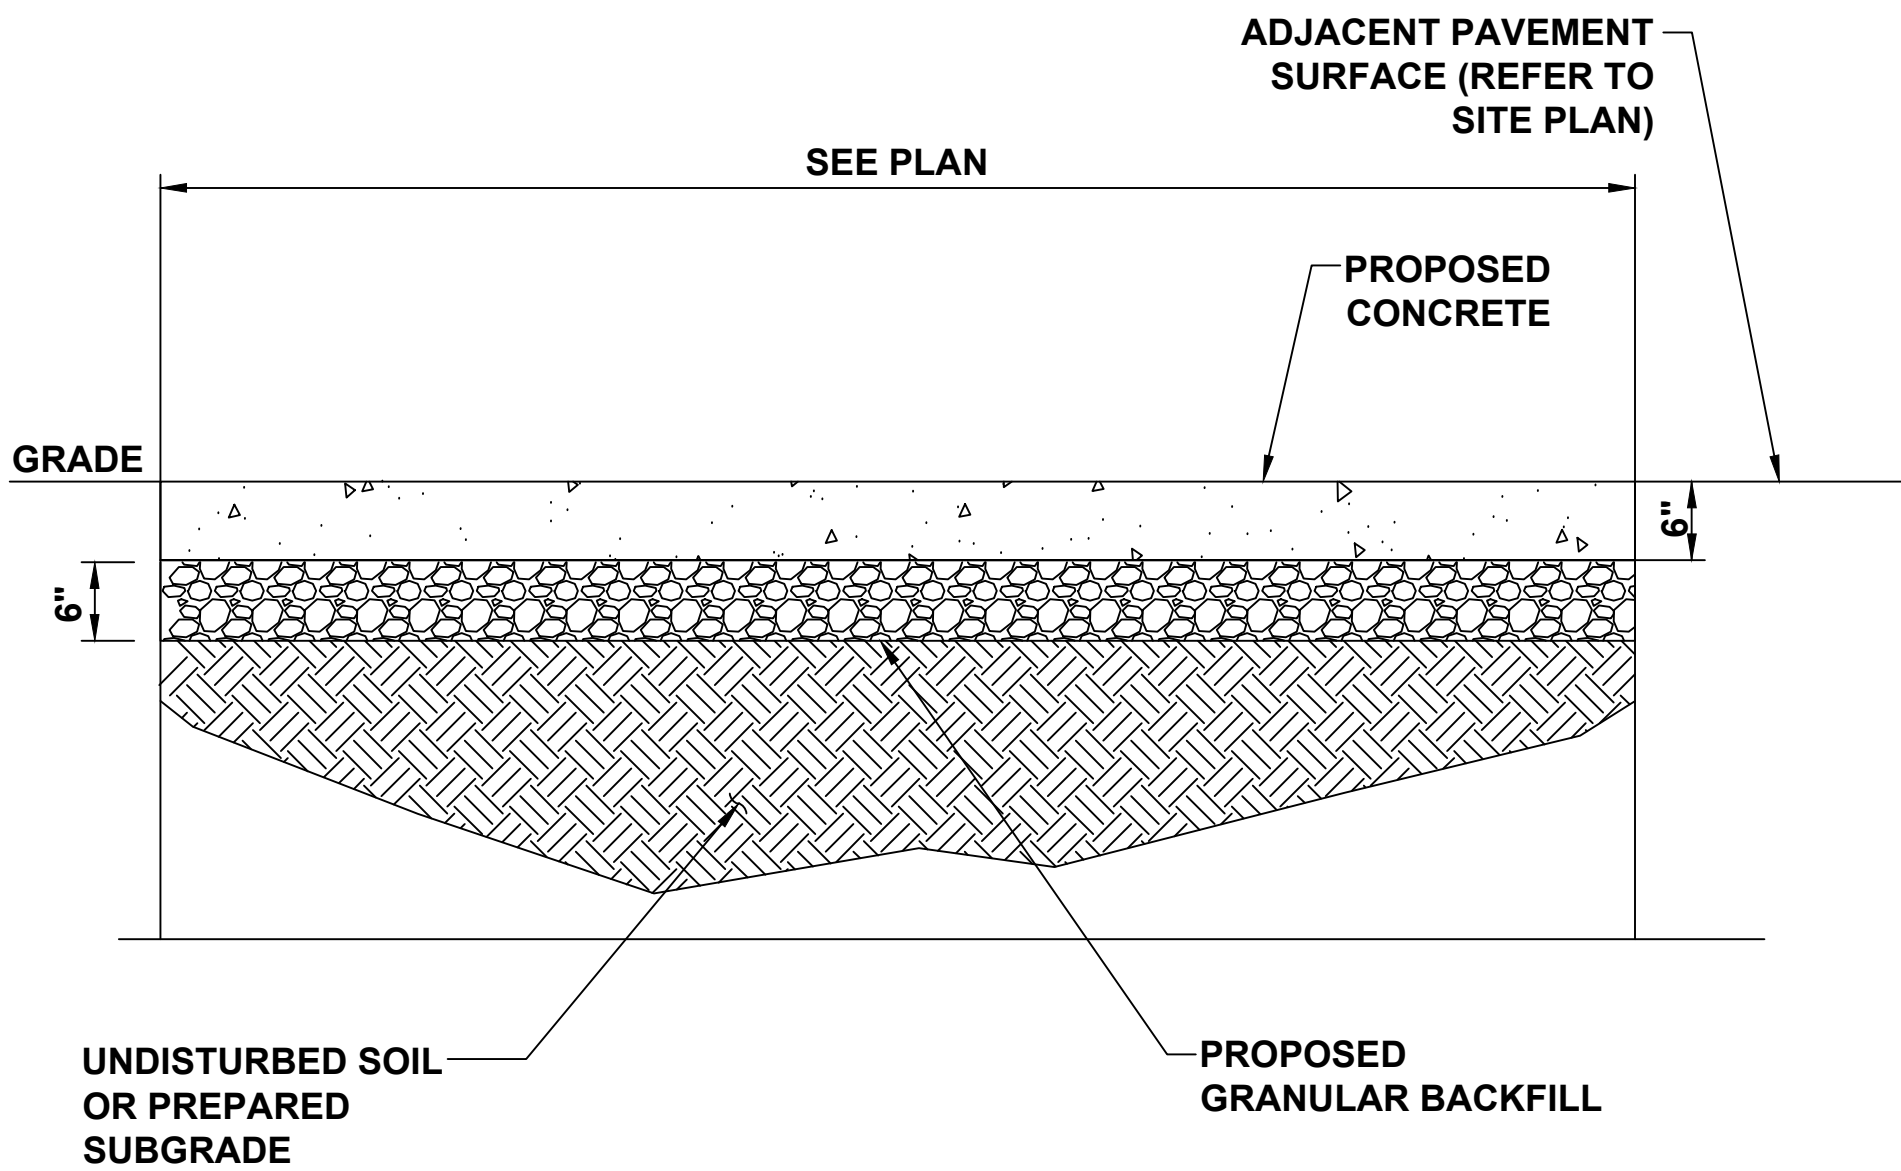 ADJACENT PAVEMENT
SURFACE (REFER TO
SITE PLAN)
SEE PLAN
PROPOSED
CONCRETE
GRADE
6"
6"
UNDISTURBED SOIL
OR PREPARED
SUBGRADE
PROPOSED
GRANULAR BACKFILL